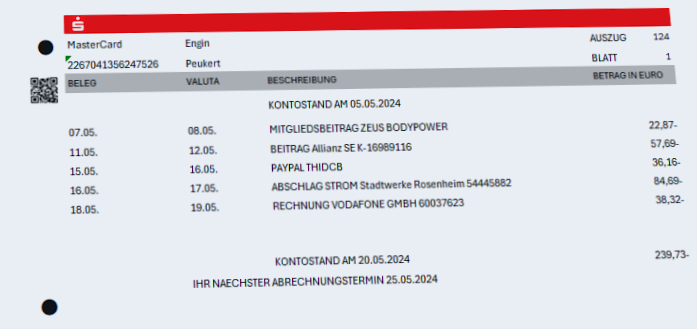 MasterCard Engin AUSZUG 124
2267041356247526 Peukert BLATT 1
BELEG VALUTA BESCHREIBUNG BETRAG IN EURO
KONTOSTAND AM 05.05.2024
07.05. 08.05. MITGLIEDSBEITRAG ZEUS BODYPOWER 22,87-
11.05. 12.05. BEITRAG Allianz SE K-16989116 57,69-
15.05. 16.05. PAYPAL THIDCB 36,16-
16.05. 17.05. ABSCHLAG STROM Stadtwerke Rosenheim 54445882 84,69-
18.05. 19.05. RECHNUNG VODAFONE GMBH 60037623 38,32-
KONTOSTAND AM 20.05.2024 239,73-
IHR NAECHSTER ABRECHNUNGSTERMIN 25.05.2024